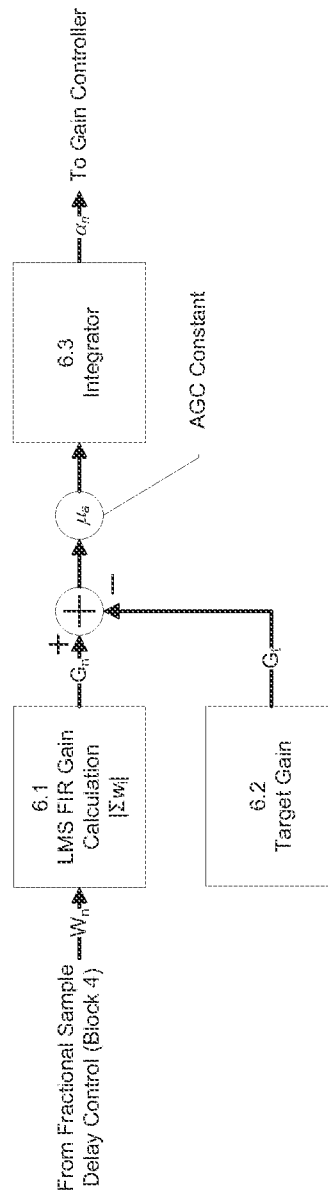 From Fractional Sample
Delay Control (Block 4)
Wn
6.1
LMS FIR Gain
Calculation
|Σwi|
Gn
+
−
μa
AGC Constant
6.3
Integrator
αn
To Gain Controller
6.2
Target Gain
Gt